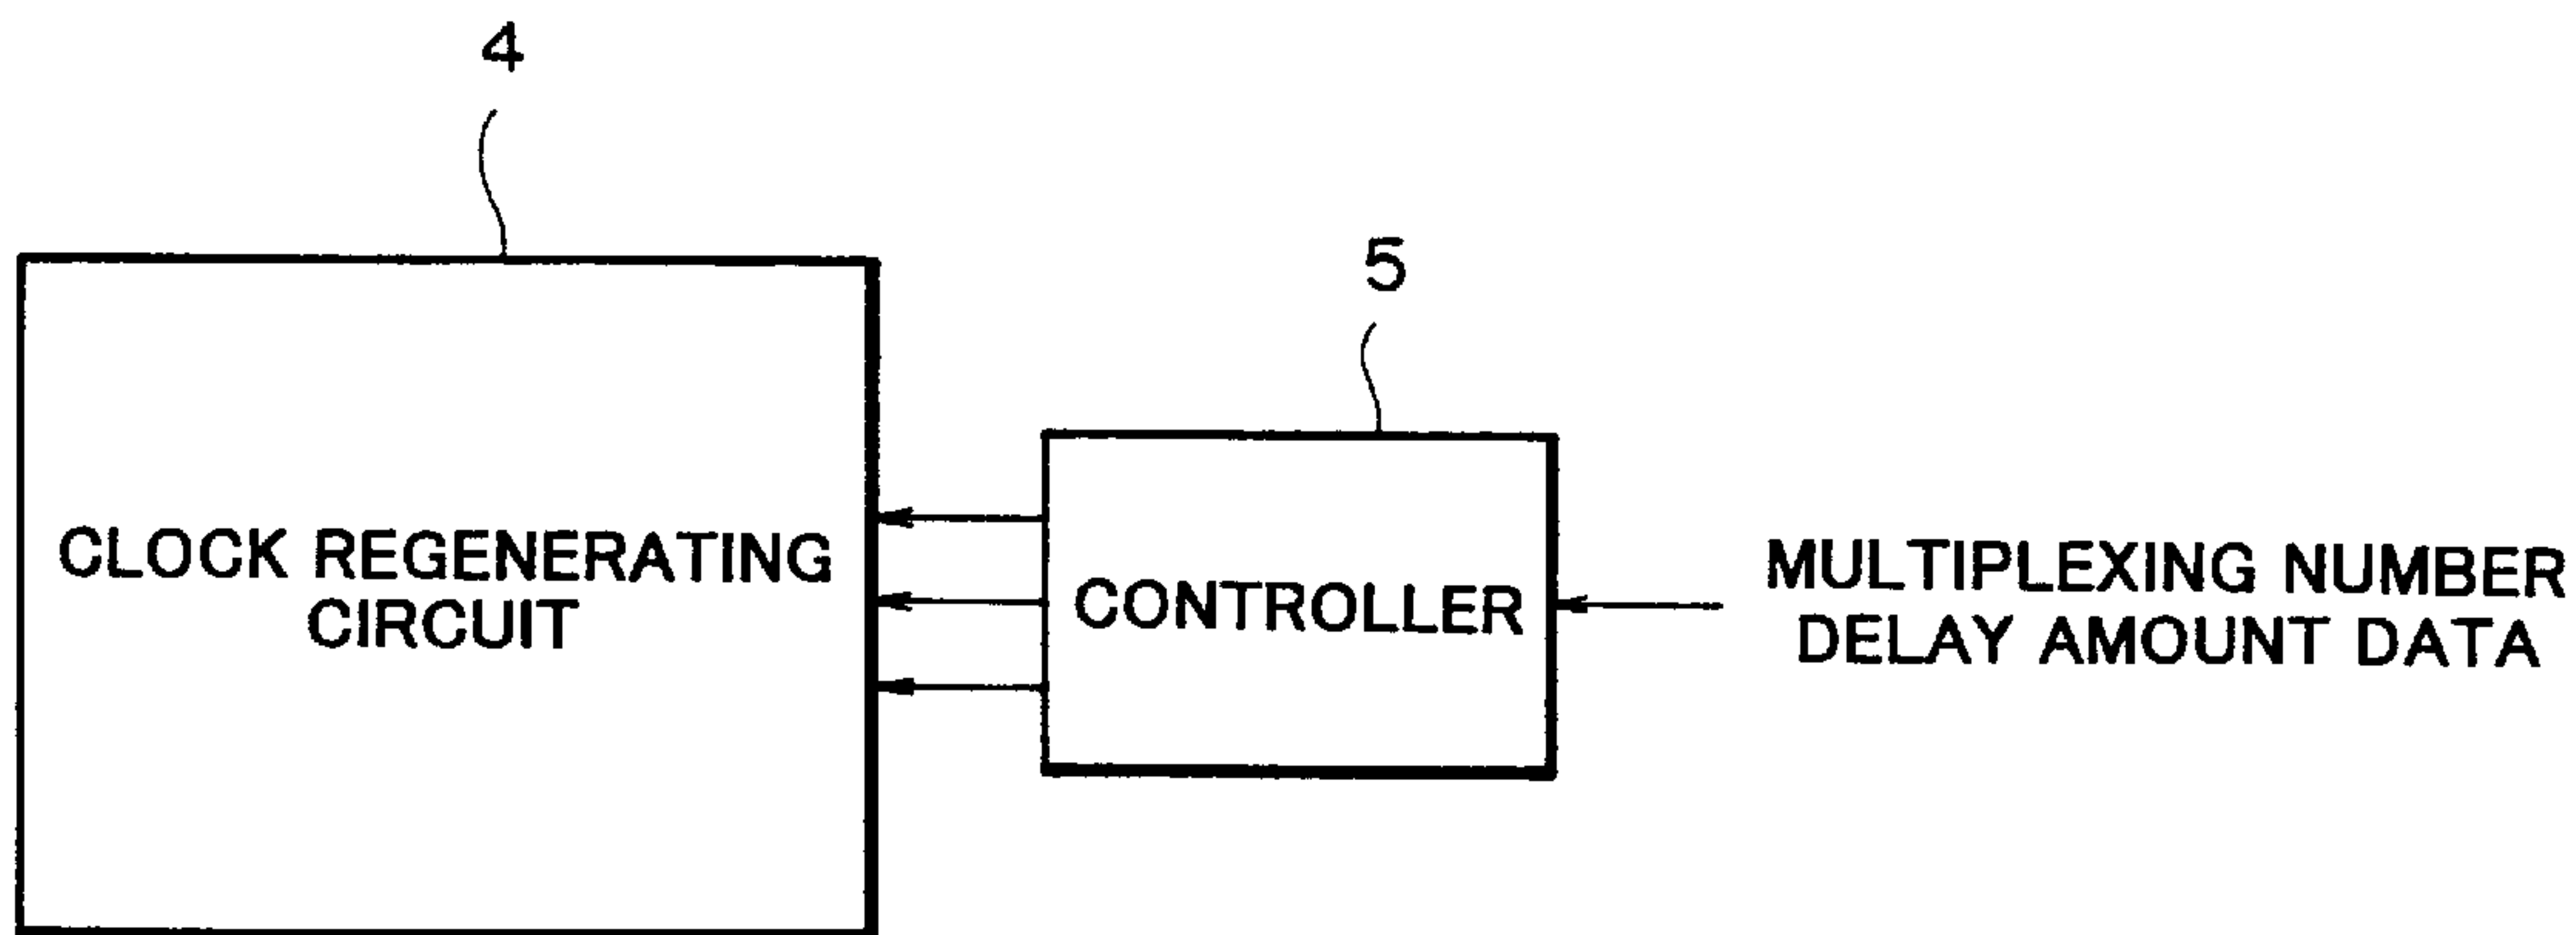 4
5
CLOCK REGENERATING
CIRCUIT
CONTROLLER
MULTIPLEXING NUMBER
DELAY AMOUNT DATA